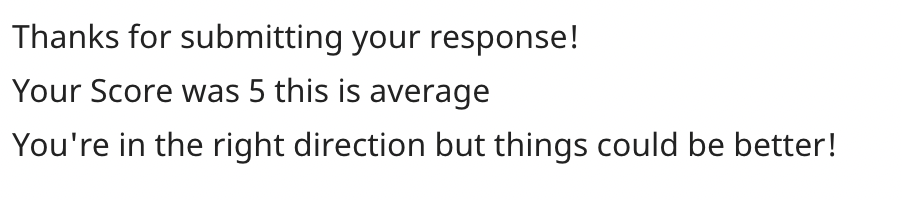 Thanks for submitting your response!
Your Score was 5 this is average
You're in the right direction but things could be better!